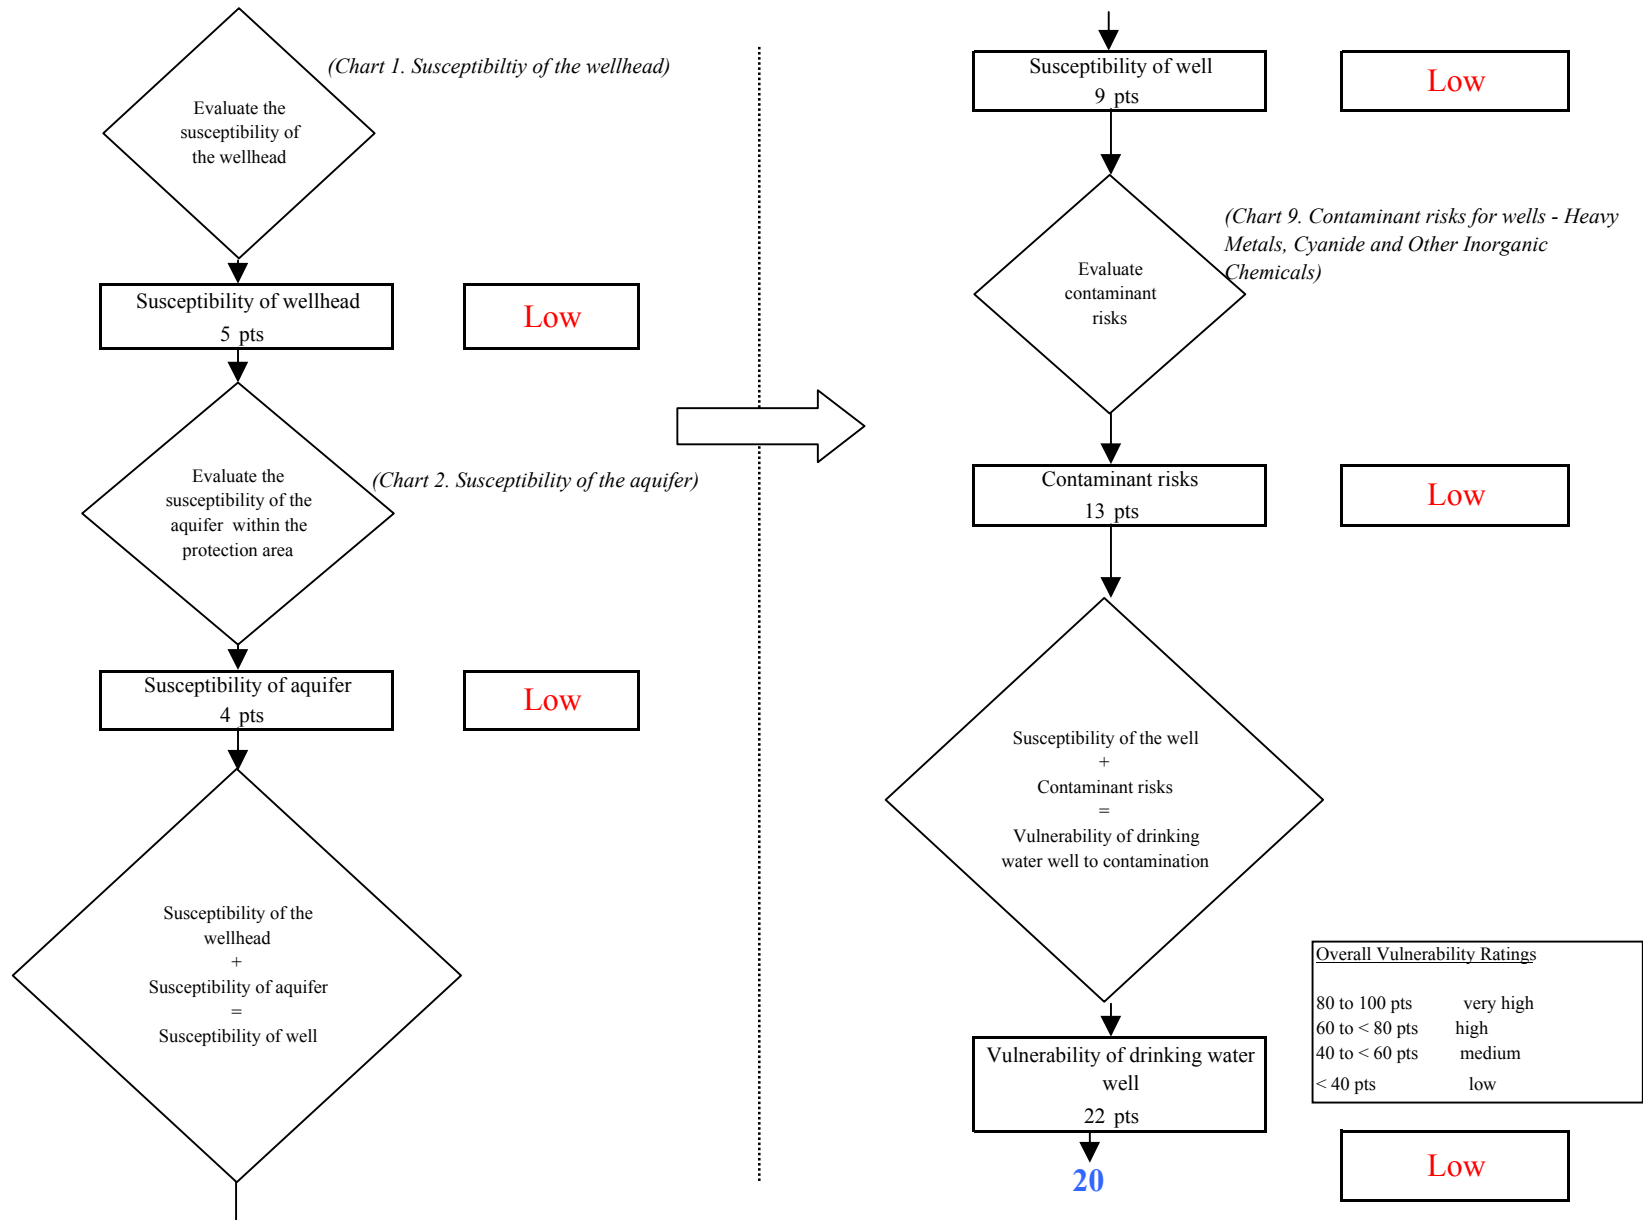 (Chart 1. Susceptibiltiy of the wellhead)
Evaluate the
susceptibility of
the wellhead
Susceptibility of wellhead
5 pts
Low
Evaluate the
susceptibility of the
aquifer within the
protection area
(Chart 2. Susceptibility of the aquifer)
Susceptibility of aquifer
4 pts
Low
Susceptibility of the
wellhead
+
Susceptibility of aquifer
=
Susceptibility of well
Susceptibility of well
9 pts
Low
(Chart 9. Contaminant risks for wells - Heavy
Metals, Cyanide and Other Inorganic
Chemicals)
Evaluate
contaminant
risks
Contaminant risks
13 pts
Low
Susceptibility of the well
+
Contaminant risks
=
Vulnerability of drinking
water well to contamination
Overall Vulnerability Ratings
80 to 100 pts very high
60 to < 80 pts high
40 to < 60 pts medium
< 40 pts low
Vulnerability of drinking water
well
22 pts
20
Low